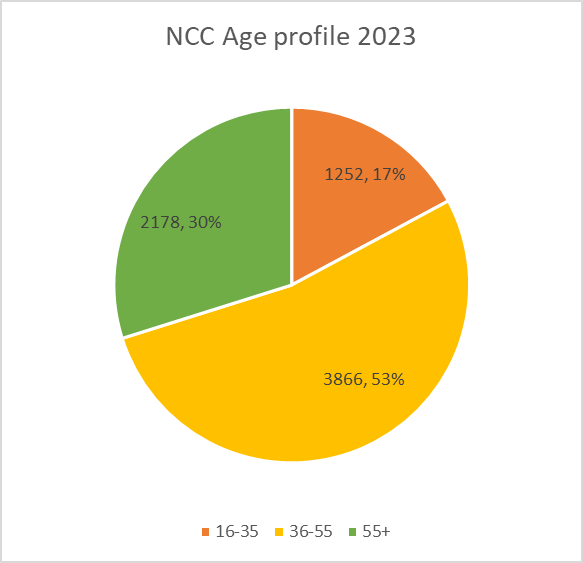 NCC Age profile 2023
1252, 17%
2178, 30%
3866, 53%
16-35 36-55 55+